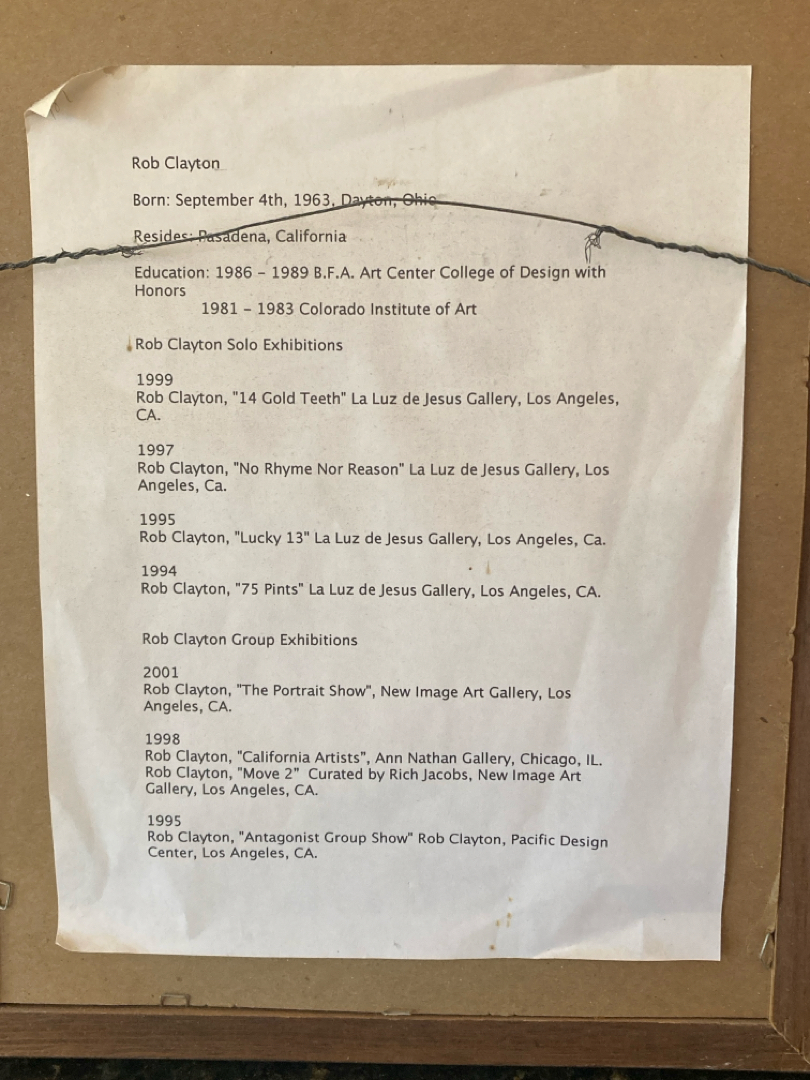 Rob Clayton
Born: September 4th, 1963, Dayton, Ohio
Resides: Pasadena, California
Education: 1986 – 1989 B.F.A. Art Center College of Design with
Honors
1981 – 1983 Colorado Institute of Art
Rob Clayton Solo Exhibitions
1999
Rob Clayton, "14 Gold Teeth" La Luz de Jesus Gallery, Los Angeles,
CA.
1997
Rob Clayton, "No Rhyme Nor Reason" La Luz de Jesus Gallery, Los
Angeles, Ca.
1995
Rob Clayton, "Lucky 13" La Luz de Jesus Gallery, Los Angeles, Ca.
1994
Rob Clayton, "75 Pints" La Luz de Jesus Gallery, Los Angeles, CA.
Rob Clayton Group Exhibitions
2001
Rob Clayton, "The Portrait Show", New Image Art Gallery, Los
Angeles, CA.
1998
Rob Clayton, "California Artists", Ann Nathan Gallery, Chicago, IL.
Rob Clayton, "Move 2" Curated by Rich Jacobs, New Image Art
Gallery, Los Angeles, CA.
1995
Rob Clayton, "Antagonist Group Show" Rob Clayton, Pacific Design
Center, Los Angeles, CA.